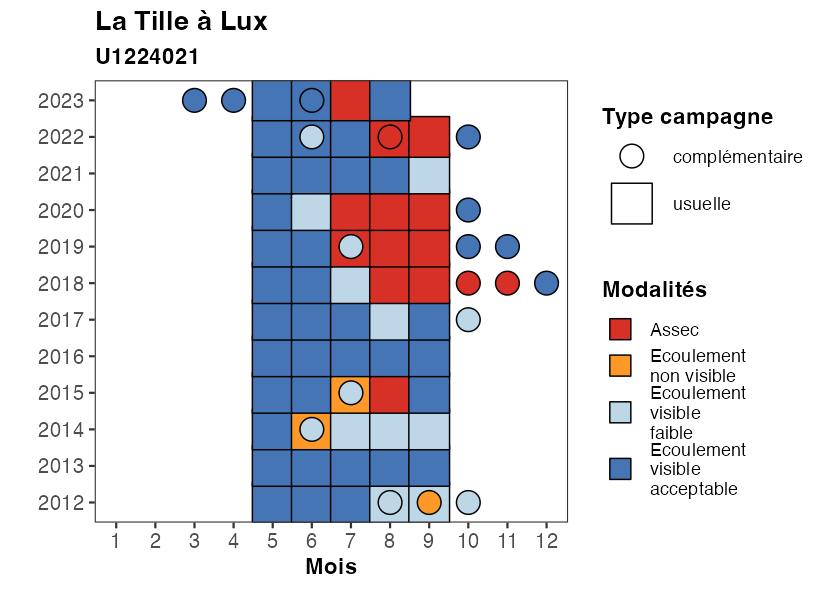 La Tille à Lux
U1224021
2023
2022
2021
2020
2019
2018
2017
2016
2015
2014
2013
2012
1 2 3 4 5 6 7 8 9 10 11 12
Mois
Type campagne
complémentaire
usuelle
Modalités
Assec
Ecoulement
non visible
Ecoulement
visible
faible
Ecoulement
visible
acceptable